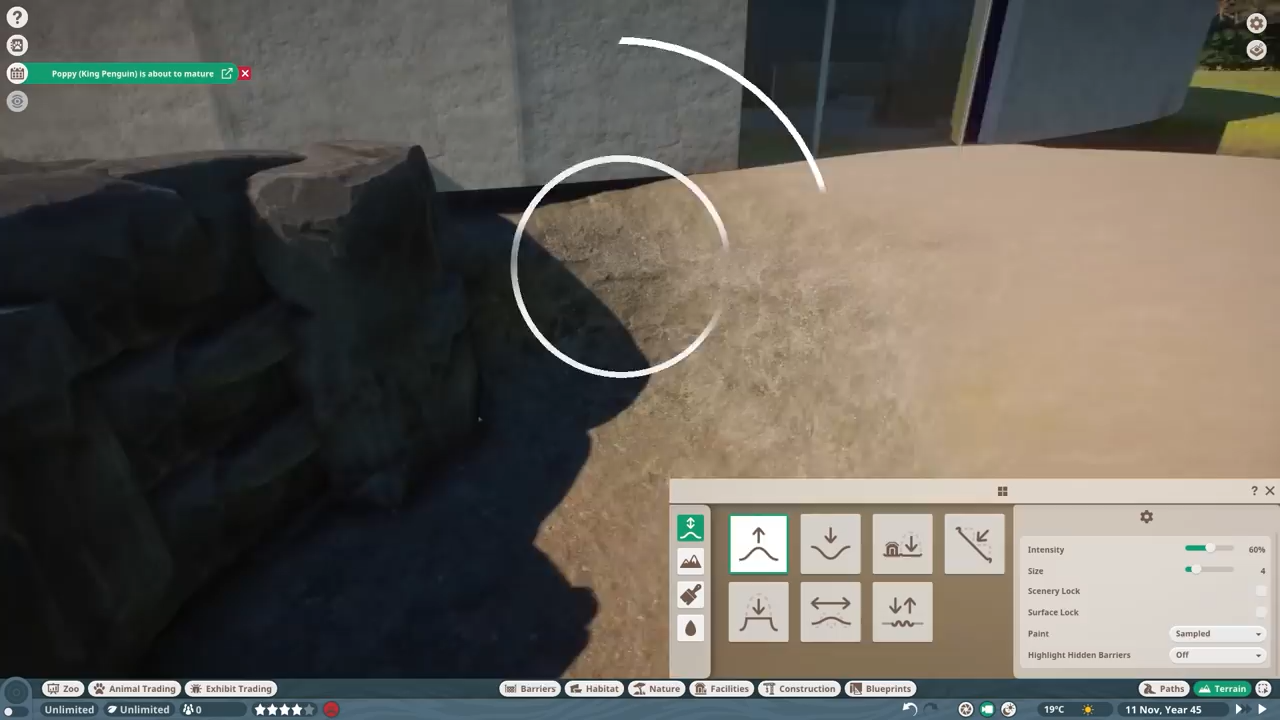 ?
Poppy (King Penguin) is about to mature
?
Intensity 60%
Size 4
Scenery Lock
Surface Lock
Paint Sampled
Highlight Hidden Barriers Off
Zoo Animal Trading Exhibit Trading Barriers Habitat Nature Facilities Construction Blueprints Paths Terrain
Unlimited Unlimited 0 19°C 11 Nov, Year 45